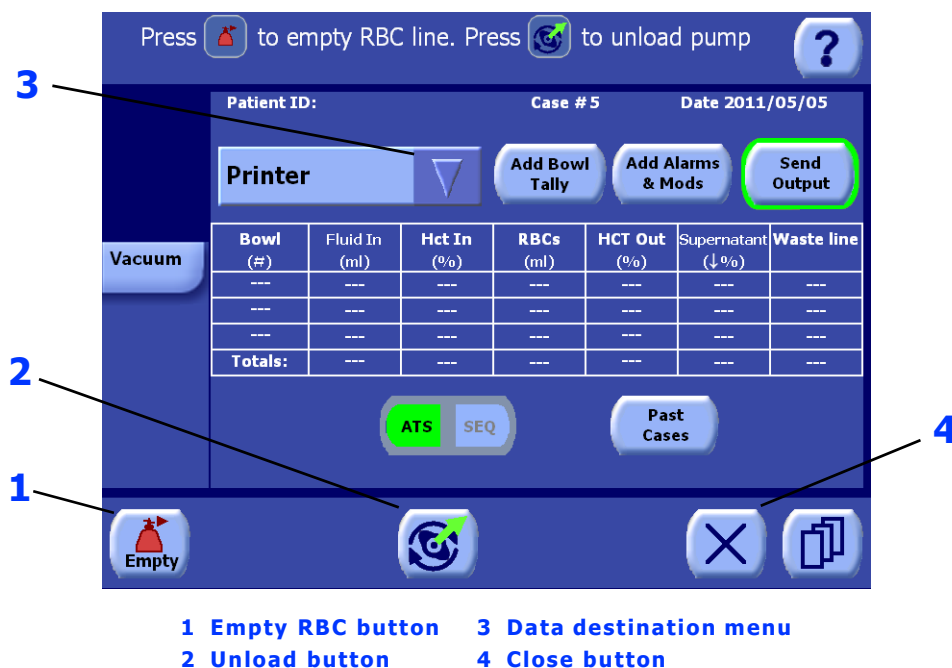 Press to empty RBC line. Press to unload pump
?
3
Patient ID: Case # 5 Date 2011/05/05
Printer
Add Bowl
Tally
Add Alarms
& Mods
Send
Output
Vacuum
Bowl Fluid In Hct In RBCs HCT Out Supernatant Waste line
(#) (ml) (%) (ml) (%) (↓%)
--- --- --- --- --- --- ---
--- --- --- --- --- --- ---
--- --- --- --- --- --- ---
Totals: --- --- --- --- --- ---
2
ATS SEQ
Past
Cases
4
1
Empty
1 Empty RBC button 3 Data destination menu
2 Unload button 4 Close button